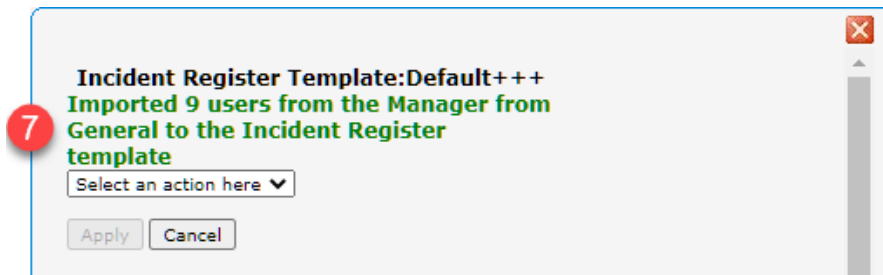 Incident Register Template:Default+++
Imported 9 users from the Manager from
7
General to the Incident Register
template
Select an action here
Apply
Cancel